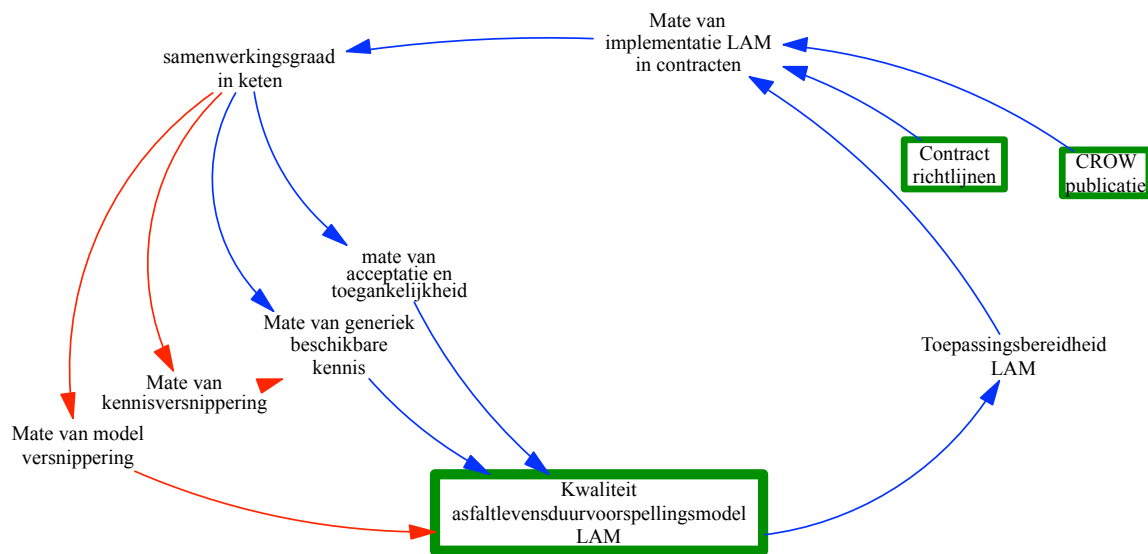 Mate van
implementatie LAM
in contracten
samenwerkingsgraad
in keten
Contract
richtlijnen
CROW
publicatie
mate van
acceptatie en
toegankelijkheid
Mate van generiek
beschikbare
kennis
Toepassingsbereidheid
LAM
Mate van
kennisversnippering
Mate van model
versnippering
Kwaliteit
asfaltlevensduurvoorspellingsmodel
LAM